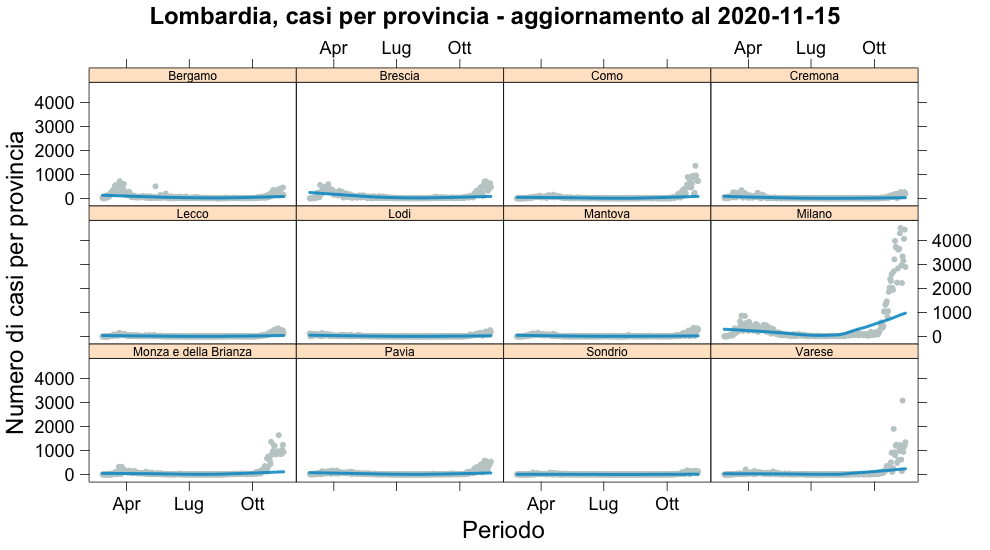 Lombardia, casi per provincia - aggiornamento al 2020-11-15
Apr Lug Ott Apr Lug Ott
Bergamo Brescia Como Cremona
4000
3000
2000
1000
0
Numero di casi per provincia
Lecco Lodi Mantova Milano
4000
3000
2000
1000
0
Monza e della Brianza Pavia Sondrio Varese
4000
3000
2000
1000
0
Apr Lug Ott Apr Lug Ott
Periodo